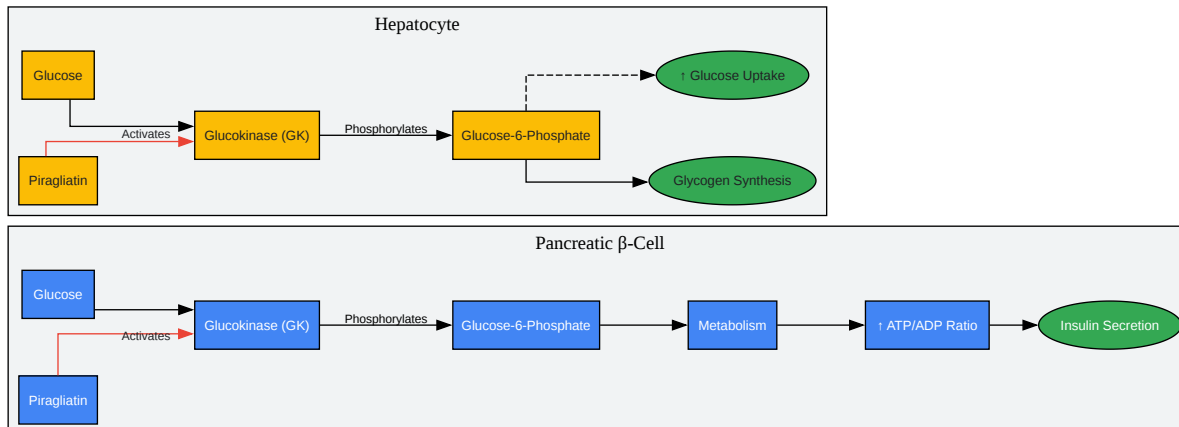 Hepatocyte
Glucose
↑ Glucose Uptake
Activates
Glucokinase (GK)
Phosphorylates
Glucose-6-Phosphate
Piragliatin
Glycogen Synthesis
Pancreatic β-Cell
Glucose
Activates
Glucokinase (GK)
Phosphorylates
Glucose-6-Phosphate
Metabolism
↑ ATP/ADP Ratio
Insulin Secretion
Piragliatin